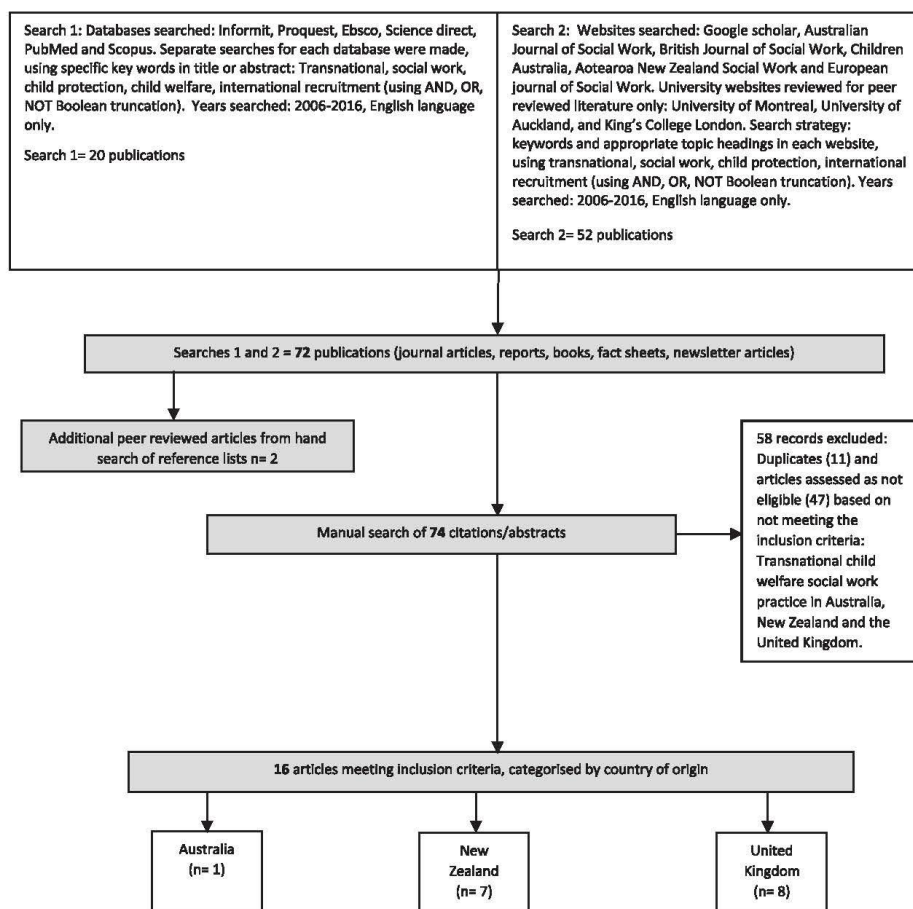 Search 1: Databases searched: Informit, Proquest, Ebsco, Science direct,
PubMed and Scopus. Separate searches for each database were made,
using specific key words in title or abstract: Transnational, social work,
child protection, child welfare, international recruitment (using AND, OR,
NOT Boolean truncation). Years searched: 2006-2016, English language
only.
Search 1= 20 publications
Search 2: Websites searched: Google scholar, Australian
Journal of Social Work, British Journal of Social Work, Children
Australia, Aotearoa New Zealand Social Work and European
journal of Social Work. University websites reviewed for peer
reviewed literature only: University of Montreal, University of
Auckland, and King's College London. Search strategy:
keywords and appropriate topic headings in each website,
using transnational, social work, child protection, international
recruitment (using AND, OR, NOT Boolean truncation). Years
searched: 2006-2016, English language only.
Search 2= 52 publications
Searches 1 and 2 = 72 publications (journal articles, reports, books, fact sheets, newsletter articles)
Additional peer reviewed articles from hand
search of reference lists n= 2
58 records excluded:
Duplicates (11) and
articles assessed as not
eligible (47) based on
not meeting the
inclusion criteria:
Transnational child
welfare social work
practice in Australia,
New Zealand and the
United Kingdom.
Manual search of 74 citations/abstracts
16 articles meeting inclusion criteria, categorised by country of origin
Australia
(n= 1)
New
Zealand
(n= 7)
United
Kingdom
(n= 8)